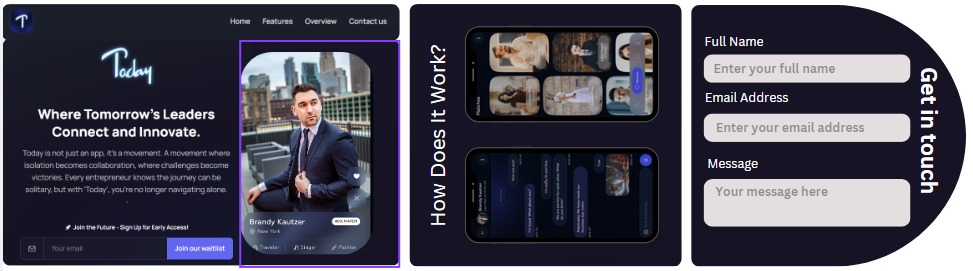 Home Features Overview Contact us
Today
Where Tomorrow's Leaders
Connect and Innovate.
Today is not just an app, it's a movement. A movement where
isolation becomes collaboration, where challenges become
victories. Every entrepreneur knows the journey can be
solitary, but with 'Today', you're no longer navigating alone.
🚀 Join the Future - Sign Up for Early Access!
Your email
Join our waitlist
Brandy Kautzer
90% MATCH
New York
Traveler Singer Painter
How Does It Work?
Brandy Kautzer
Full Name
Enter your full name
Email Address
Enter your email address
Message
Your message here
Get in touch